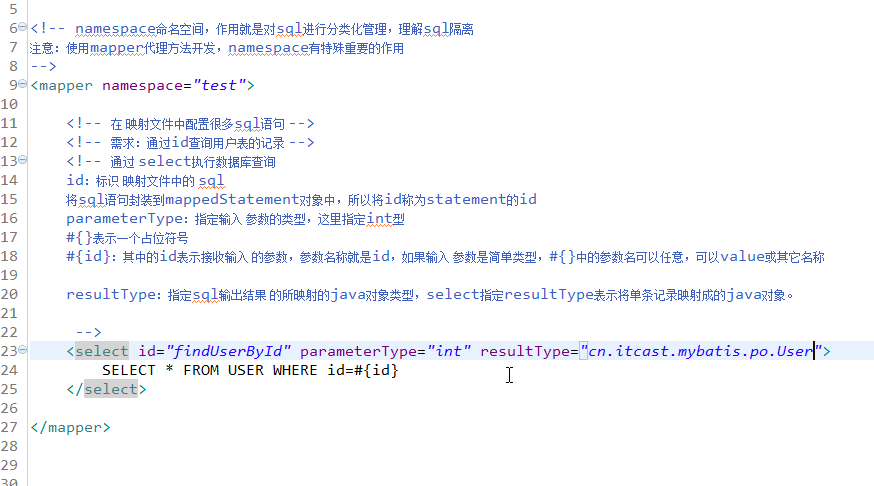 5
6 <!-- namespace命名空间，作用就是对sql进行分类化管理，理解sql隔离
7 注意：使用mapper代理方法开发，namespace有特殊重要的作用
8 -->
9 <mapper namespace="test">
10
11 <!-- 在 映射文件中配置很多sql语句 -->
12 <!-- 需求：通过id查询用户表的记录 -->
13 <!-- 通过 select执行数据库查询
14 id：标识 映射文件中的 sql
15 将sql语句封装到mappedStatement对象中，所以将id称为statement的id
16 parameterType：指定输入 参数的类型，这里指定int型
17 #{}表示一个占位符号
18 #{id}：其中的id表示接收输入 的参数，参数名称就是id，如果输入 参数是简单类型，#{}中的参数名可以任意，可以value或其它名称
19
20 resultType：指定sql输出结果 的所映射的java对象类型，select指定resultType表示将单条记录映射成的java对象。
21
22 -->
23 <select id="findUserById" parameterType="int" resultType="cn.itcast.mybatis.po.User">
24 SELECT * FROM USER WHERE id=#{id}
25 </select>
26
27 </mapper>
28
29
30